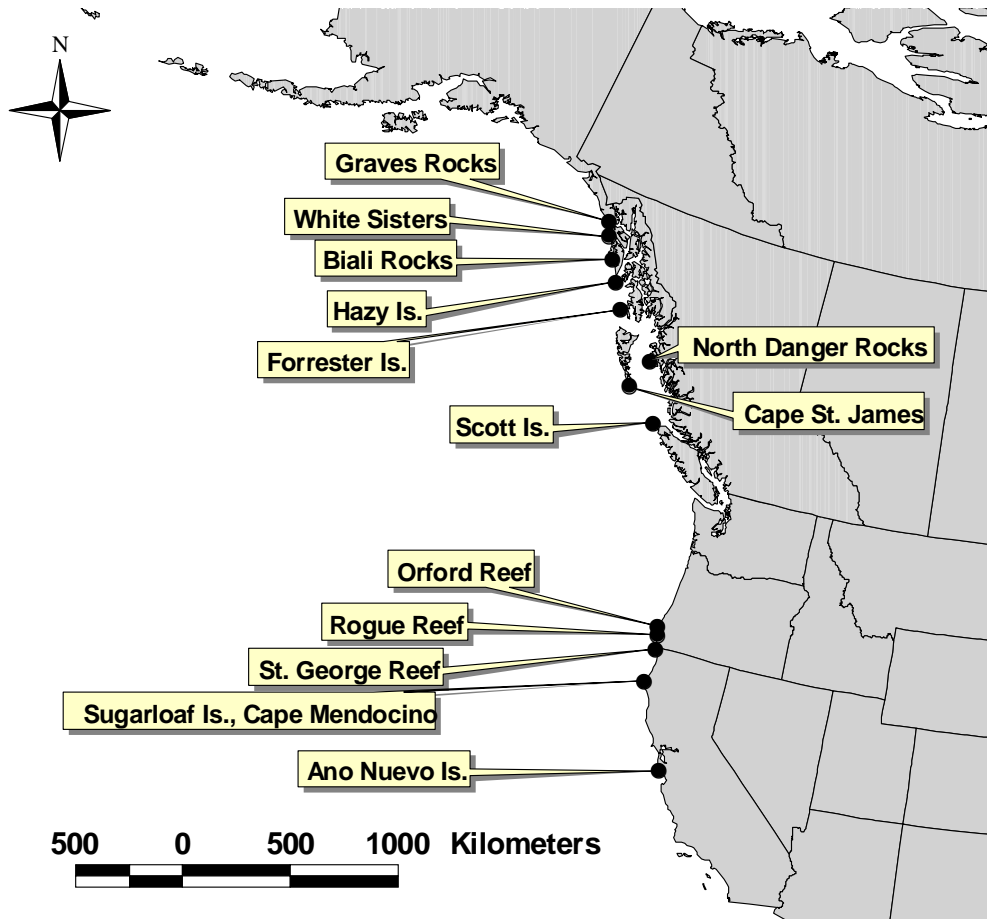 N
Graves Rocks
White Sisters
Biali Rocks
Hazy Is.
Forrester Is.
North Danger Rocks
Cape St. James
Scott Is.
Orford Reef
Rogue Reef
St. George Reef
Sugarloaf Is., Cape Mendocino
Ano Nuevo Is.
500 0 500 1000 Kilometers